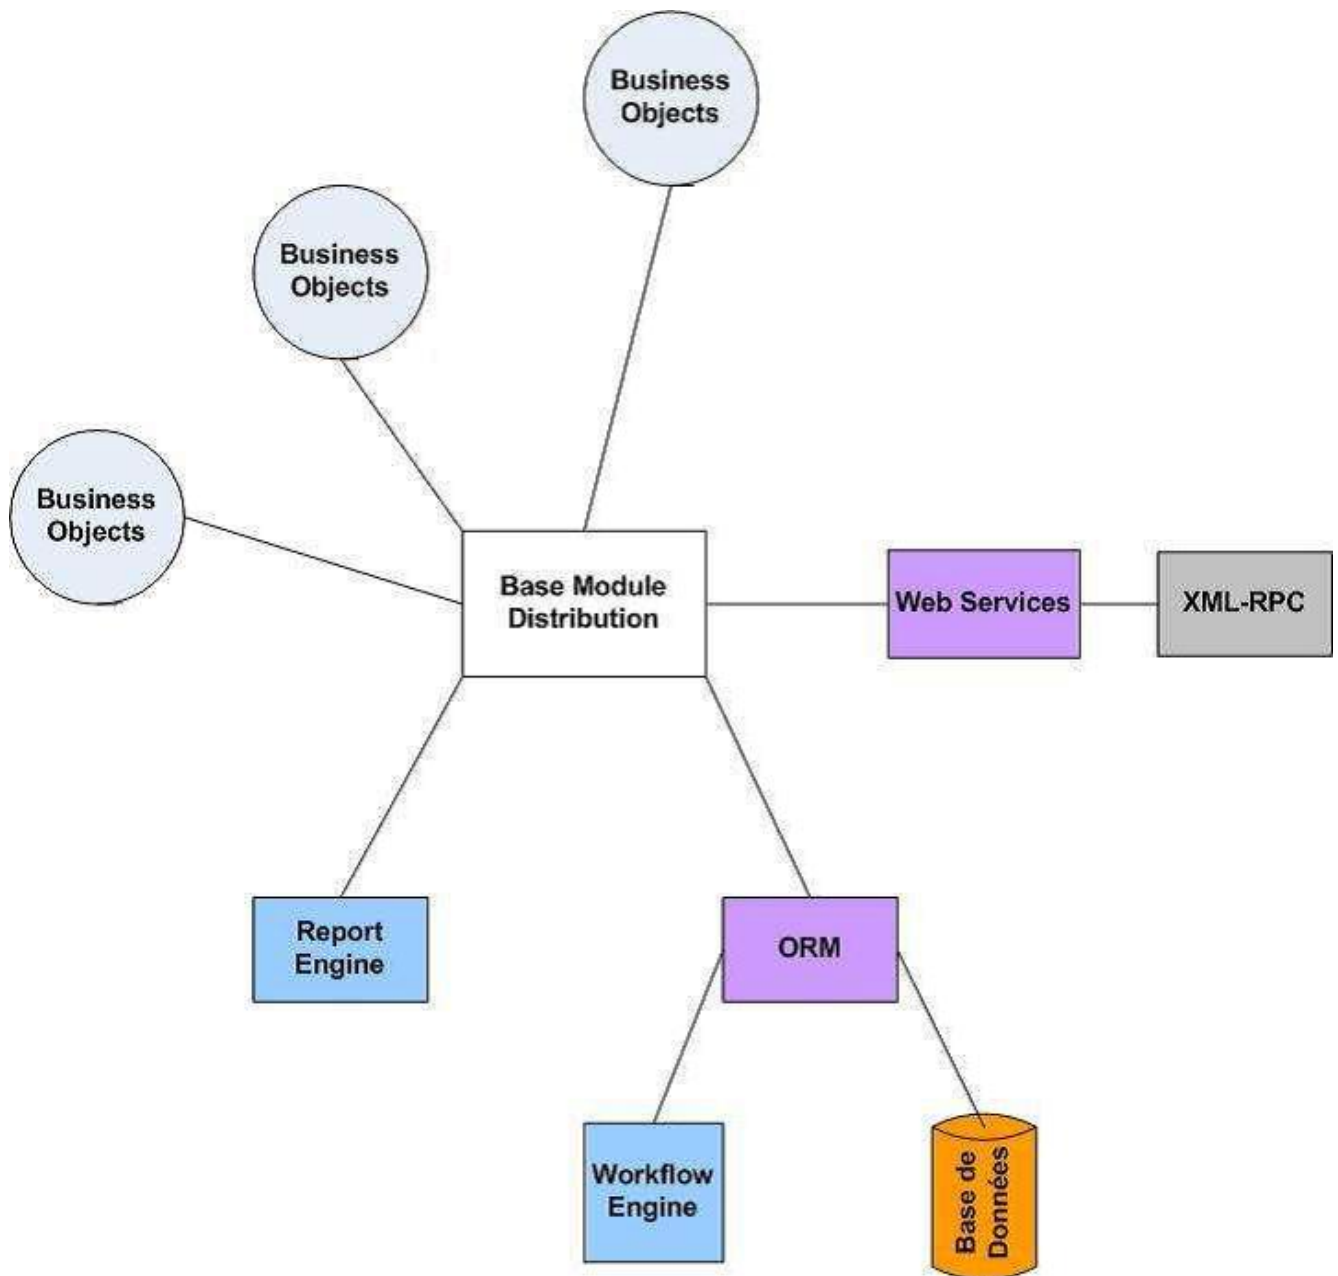 Business
Objects
Business
Objects
Business
Objects
Base Module
Distribution
Web Services
XML-RPC
Report
Engine
ORM
Workflow
Engine
Base de
Données